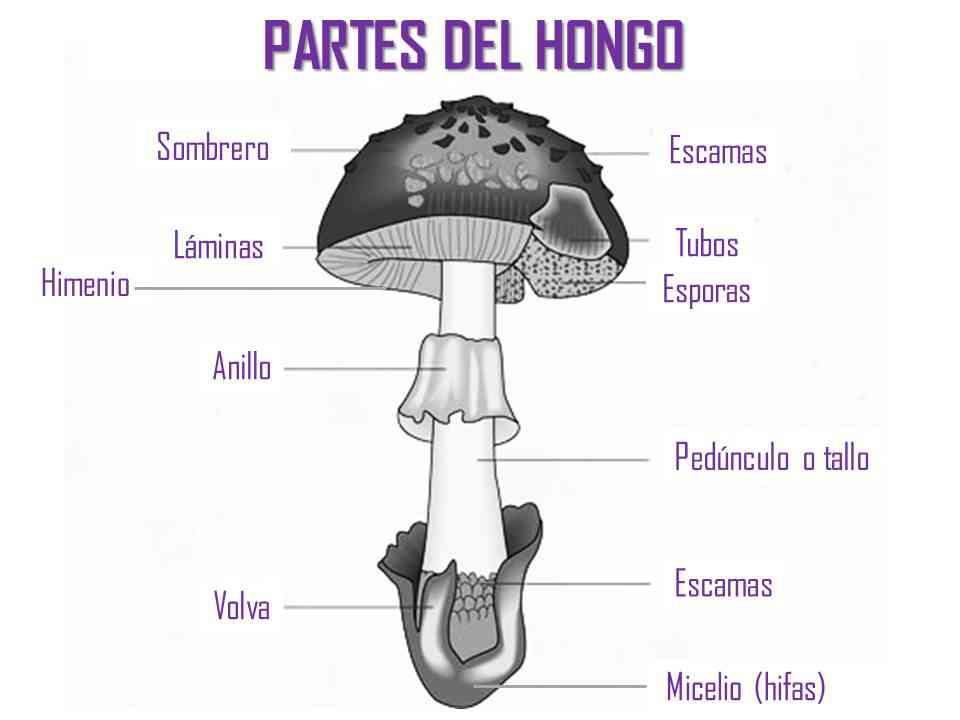 PARTES DEL HONGO
Sombrero
Escamas
Láminas
Tubos
Himenio
Esporas
Anillo
Pedúnculo o tallo
Escamas
Volva
Micelio (hifas)